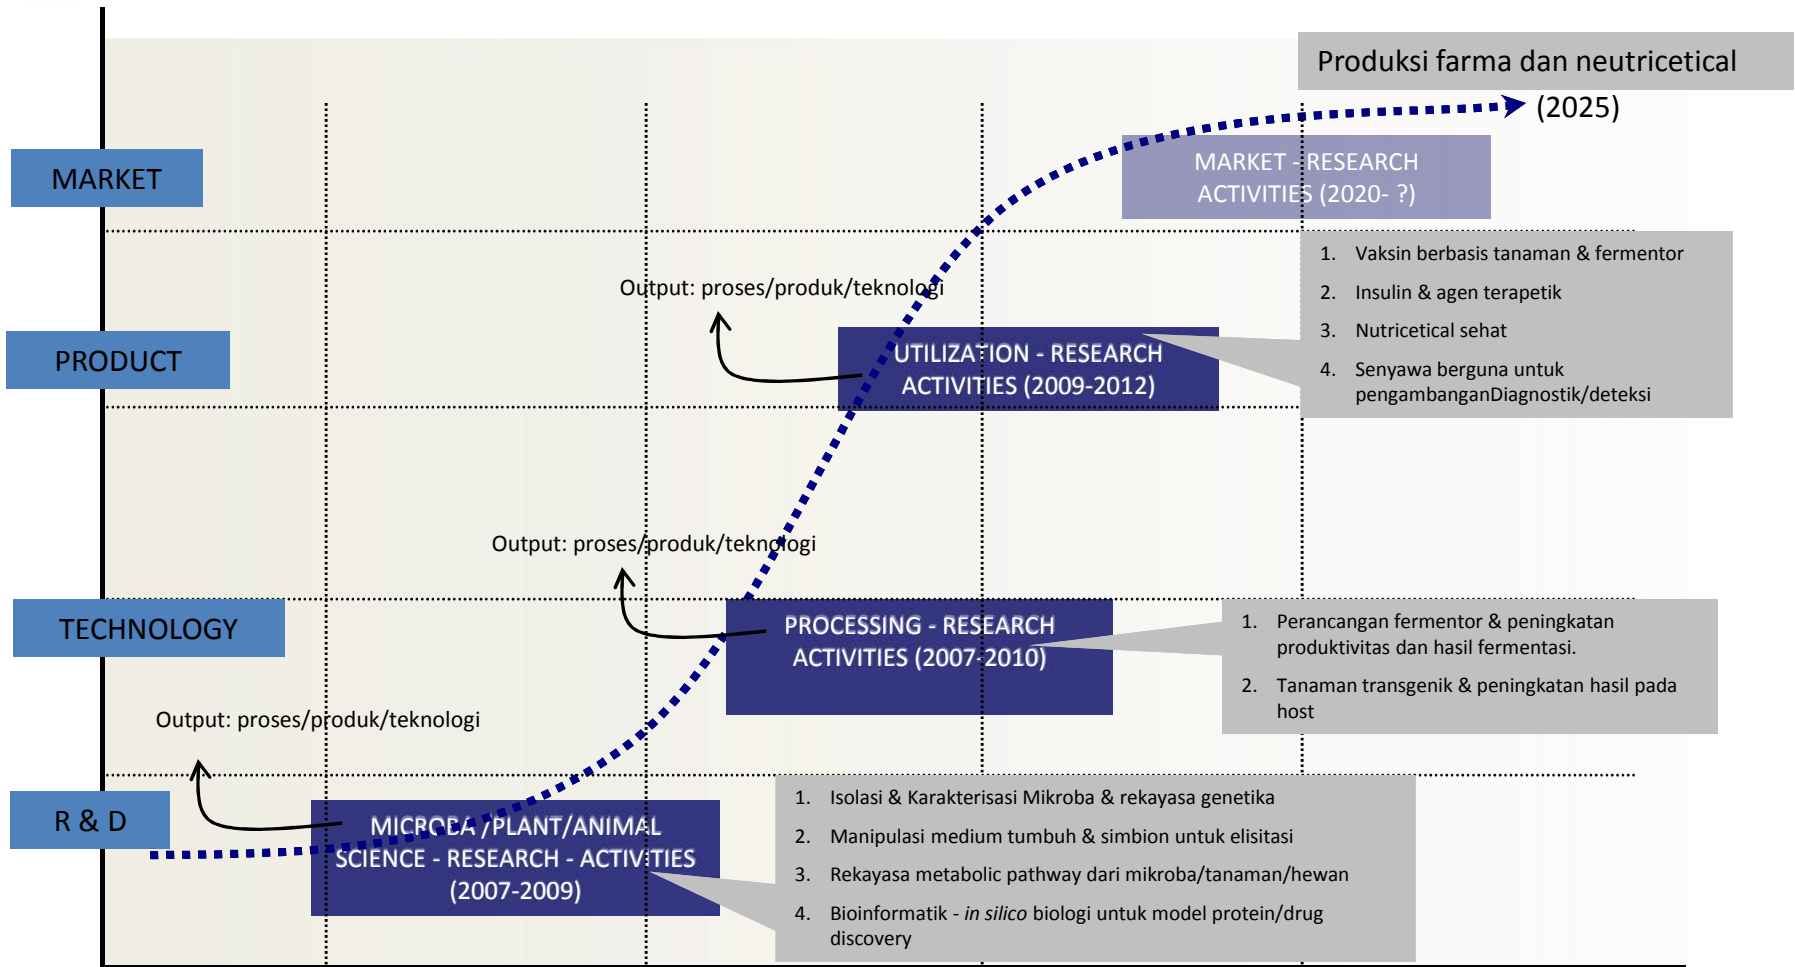 Produksi farma dan neutricetical
(2025)
MARKET
MARKET - RESEARCH
ACTIVITIES (2020- ?)
1. Vaksin berbasis tanaman & fermentor
2. Insulin & agen terapetik
3. Nutricetical sehat
4. Senyawa berguna untuk
pengambanganDiagnostik/deteksi
Output: proses/produk/teknologi
PRODUCT
UTILIZATION - RESEARCH
ACTIVITIES (2009-2012)
Output: proses/produk/teknologi
TECHNOLOGY
PROCESSING - RESEARCH
ACTIVITIES (2007-2010)
1. Perancangan fermentor & peningkatan
produktivitas dan hasil fermentasi.
2. Tanaman transgenik & peningkatan hasil pada
host
Output: proses/produk/teknologi
R & D
MICROBA /PLANT/ANIMAL
SCIENCE - RESEARCH - ACTIVITIES
(2007-2009)
1. Isolasi & Karakterisasi Mikroba & rekayasa genetika
2. Manipulasi medium tumbuh & simbion untuk elisitasi
3. Rekayasa metabolic pathway dari mikroba/tanaman/hewan
4. Bioinformatik - in silico biologi untuk model protein/drug
discovery